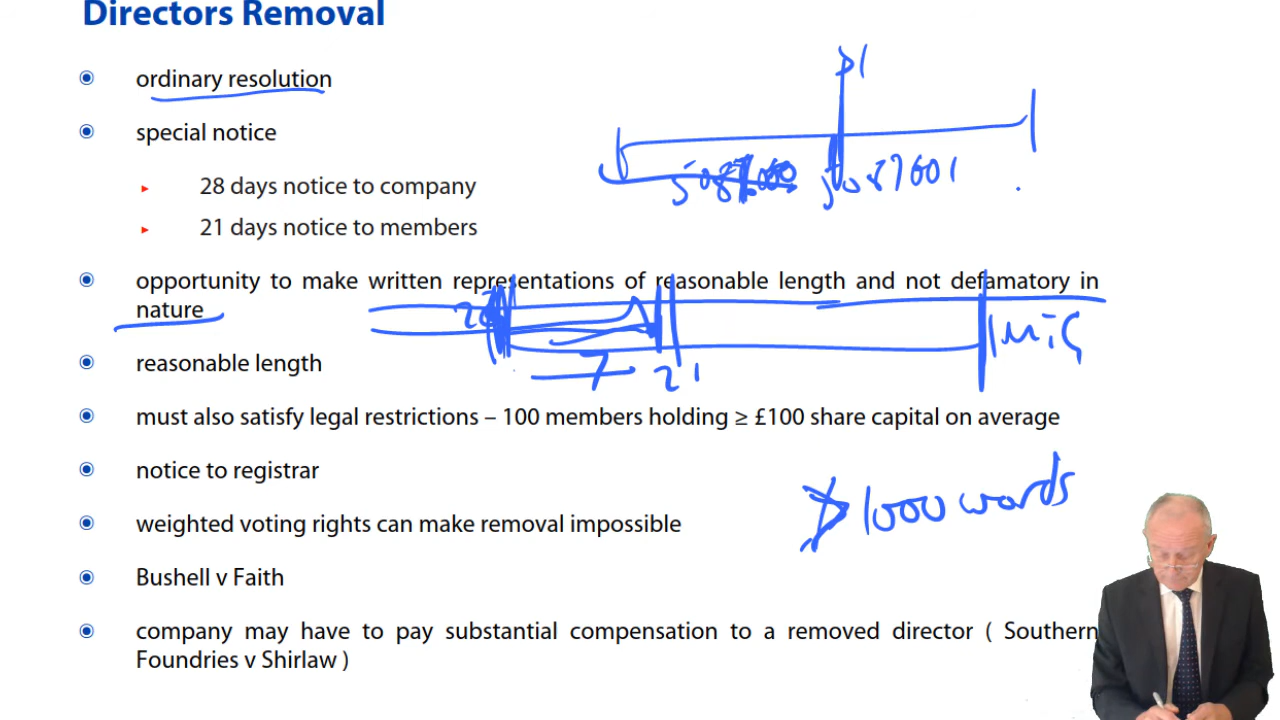 Directors Removal
ordinary resolution
special notice
28 days notice to company
21 days notice to members
opportunity to make written representations of reasonable length and not defamatory in
nature
reasonable length
must also satisfy legal restrictions – 100 members holding ≥ £100 share capital on average
notice to registrar
weighted voting rights can make removal impossible
Bushell v Faith
company may have to pay substantial compensation to a removed director ( Southern
Foundries v Shirlaw )
7
21
1000 words